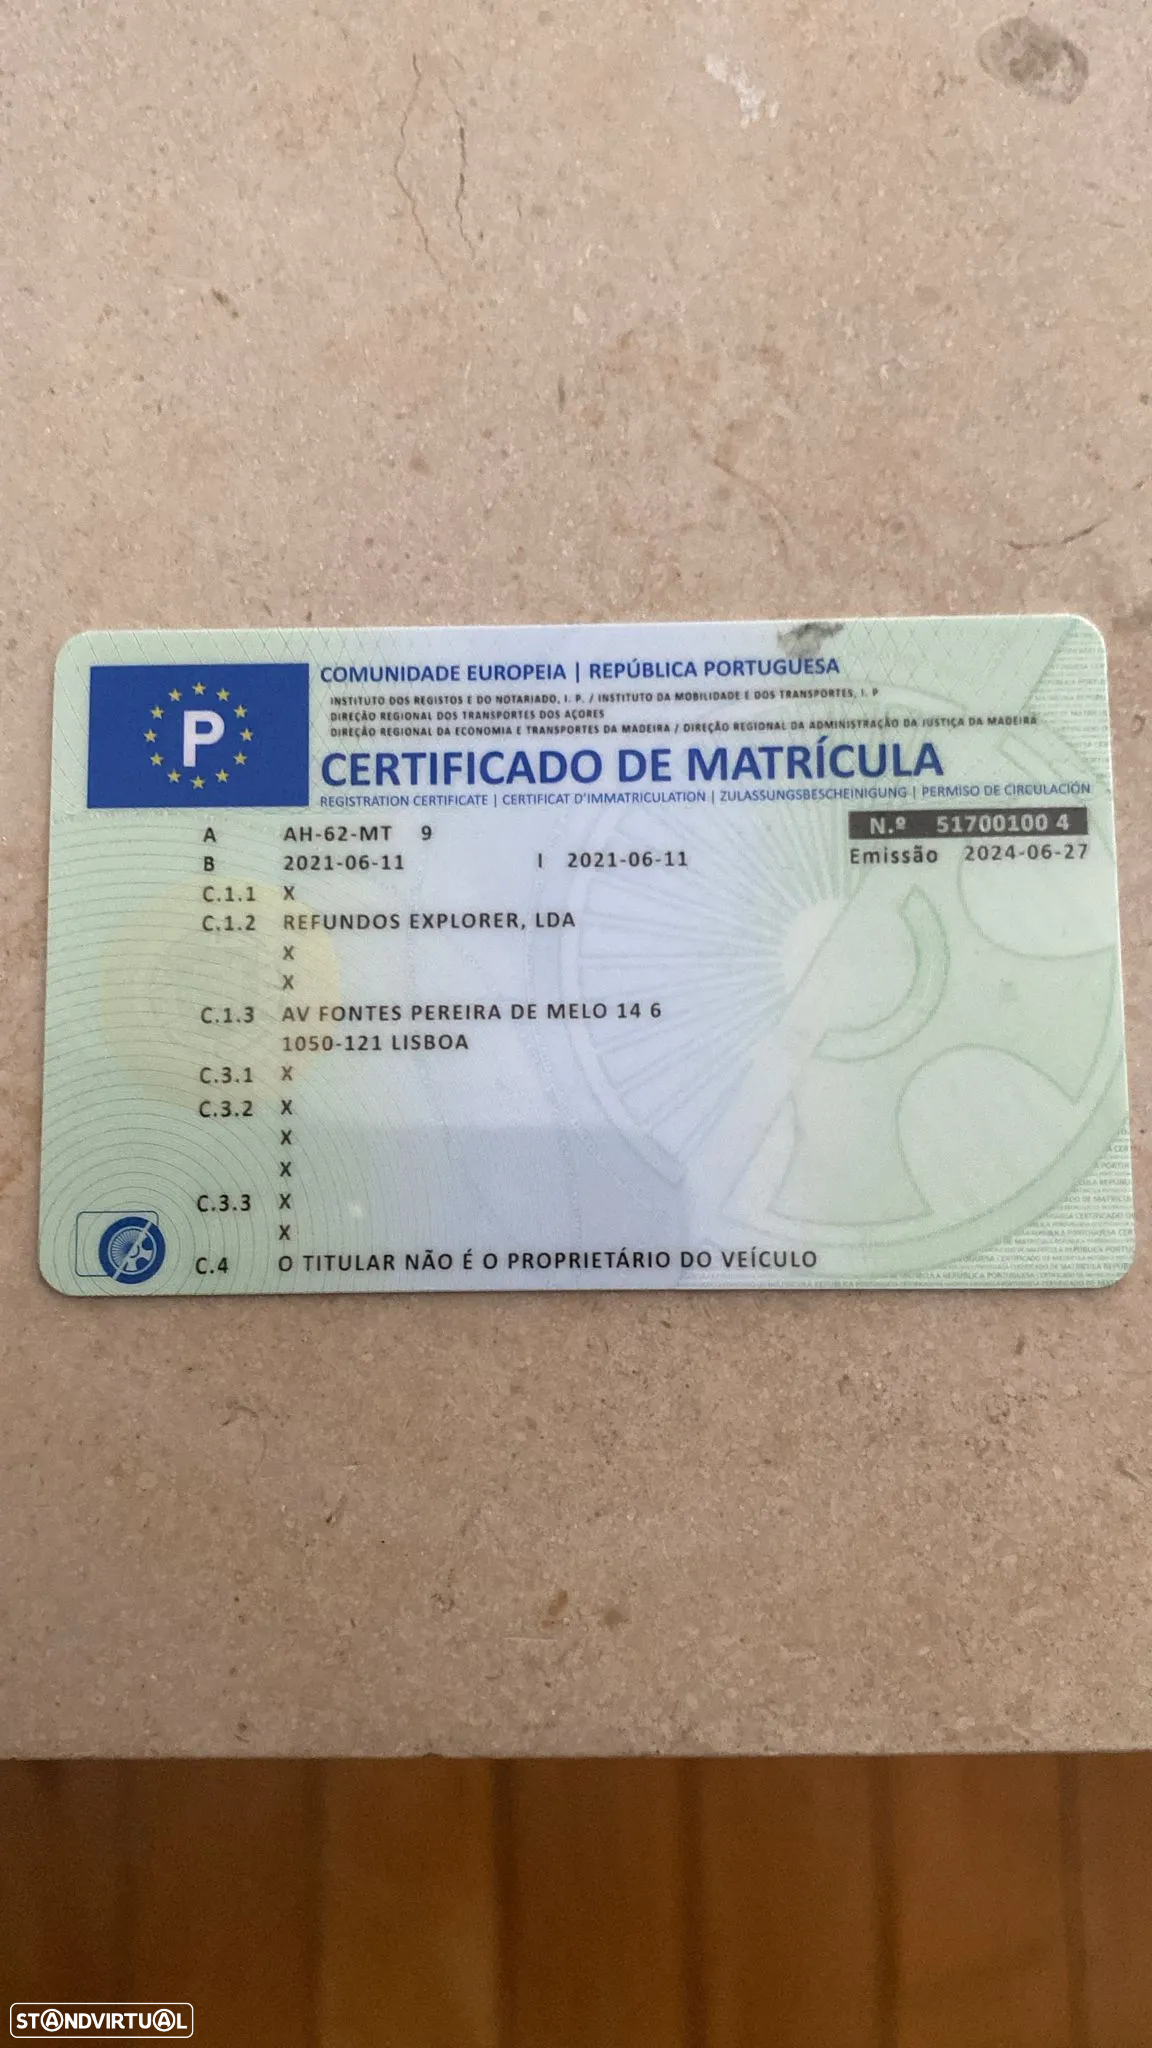 P
COMUNIDADE EUROPEIA | REPÚBLICA PORTUGUESA
INSTITUTO DOS REGISTOS E DO NOTARIADO, I. P. / INSTITUTO DA MOBILIDADE E DOS TRANSPORTES, I. P
DIREÇÃO REGIONAL DOS TRANSPORTES DOS AÇORES
DIREÇÃO REGIONAL DA ECONOMIA E TRANSPORTES DA MADEIRA / DIREÇÃO REGIONAL DA ADMINISTRAÇÃO DA JUSTIÇA DA MADEIRA
CERTIFICADO DE MATRÍCULA
REGISTRATION CERTIFICATE | CERTIFICAT D'IMMATRICULATION | ZULASSUNGSBESCHEINIGUNG | PERMISO DE CIRCULACIÓN
A AH-62-MT 9 N.º 51700100 4
B 2021-06-11 I 2021-06-11 Emissão 2024-06-27
C.1.1 X
C.1.2 REFUNDOS EXPLORER, LDA
X
X
C.1.3 AV FONTES PEREIRA DE MELO 14 6
1050-121 LISBOA
C.3.1 X
C.3.2 X
X
X
C.3.3 X
X
C.4 O TITULAR NÃO É O PROPRIETÁRIO DO VEÍCULO
STANDVIRTUAL